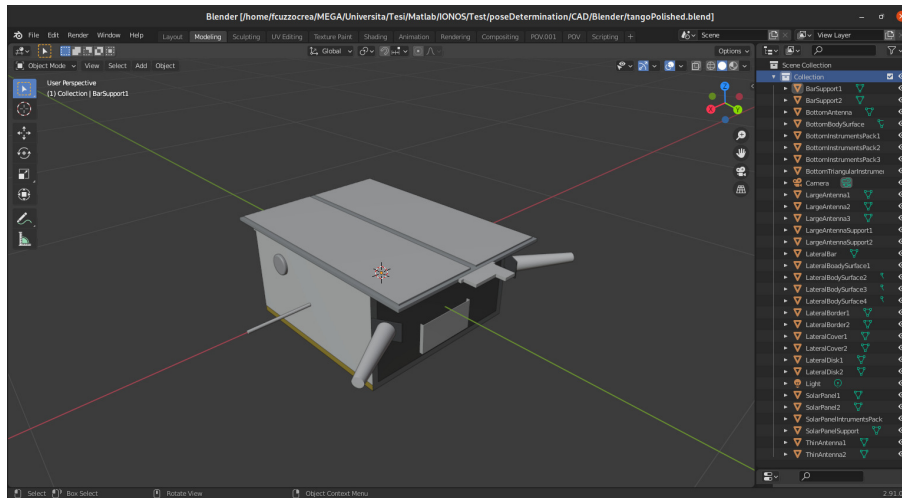 Blender [/home/fcuzzocrea/MEGA/Universita/Tesi/Matlab/IONOS/Test/poseDetermination/CAD/Blender/tangoPolished.blend]
File Edit Render Window Help Layout Modeling Sculpting UV Editing Texture Paint Shading Animation Rendering Compositing POV.001 POV Scripting + Scene View Layer
Global Options
Object Mode View Select Add Object
User Perspective
(1) Collection | BarSupport1
Scene Collection
Collection
BarSupport1
BarSupport2
BottomAntenna
BottomBodySurface
BottomInstrumentsPack1
BottomInstrumentsPack2
BottomInstrumentsPack3
BottomTriangularInstrumer
Camera
LargeAntenna1
LargeAntenna2
LargeAntenna3
LargeAntennaSupport1
LargeAntennaSupport2
LateralBar
LateralBoadySurface1
LateralBodySurface2
LateralBodySurface3
LateralBodySurface4
LateralBorder1
LateralBorder2
LateralCover1
LateralCover2
LateralDisk1
LateralDisk2
Light
SolarPanel1
SolarPanel2
SolarPanelIntrumentsPack
SolarPanelSupport
ThinAntenna1
ThinAntenna2
Select Box Select Rotate View Object Context Menu 2.91.0